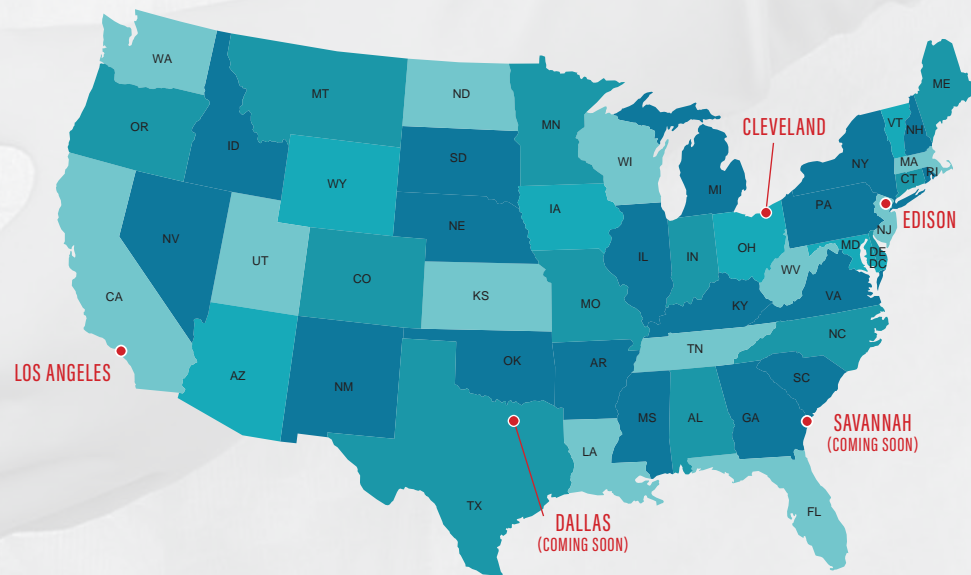 WA
MT
ND
MN
ME
OR
ID
SD
WI
VT
NH
CLEVELAND
NY
MA
WY
MI
CT
RI
NE
IA
PA
EDISON
NV
UT
IL
IN
OH
NJ
MD
DE
DC
CO
WV
CA
KS
MO
KY
VA
NC
TN
LOS ANGELES
AZ
NM
OK
AR
SC
MS
AL
GA
SAVANNAH
(COMING SOON)
LA
TX
FL
DALLAS
(COMING SOON)